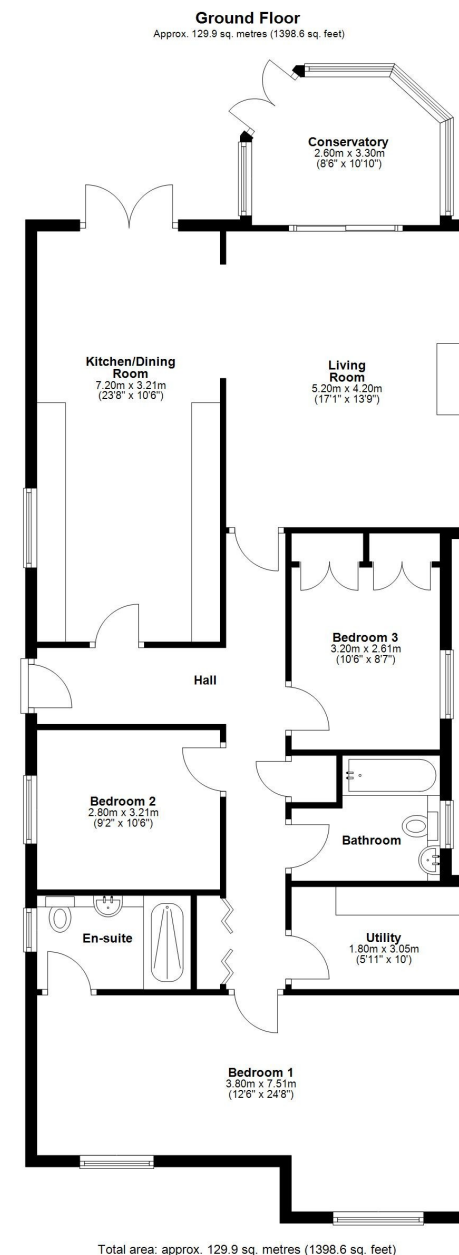 Ground Floor
Approx. 129.9 sq. metres (1398.6 sq. feet)
Conservatory
2.60m x 3.30m
(8'6" x 10'10")
Kitchen/Dining
Room
7.20m x 3.21m
(23'8" x 10'6")
Living
Room
5.20m x 4.20m
(17'1" x 13'9")
Bedroom 3
3.20m x 2.61m
(10'6" x 8'7")
Hall
Bedroom 2
2.80m x 3.21m
(9'2" x 10'6")
Bathroom
En-suite
Utility
1.80m x 3.05m
(5'11" x 10')
Bedroom 1
3.80m x 7.51m
(12'6" x 24'8")
Total area: approx. 129.9 sq. metres (1398.6 sq. feet)